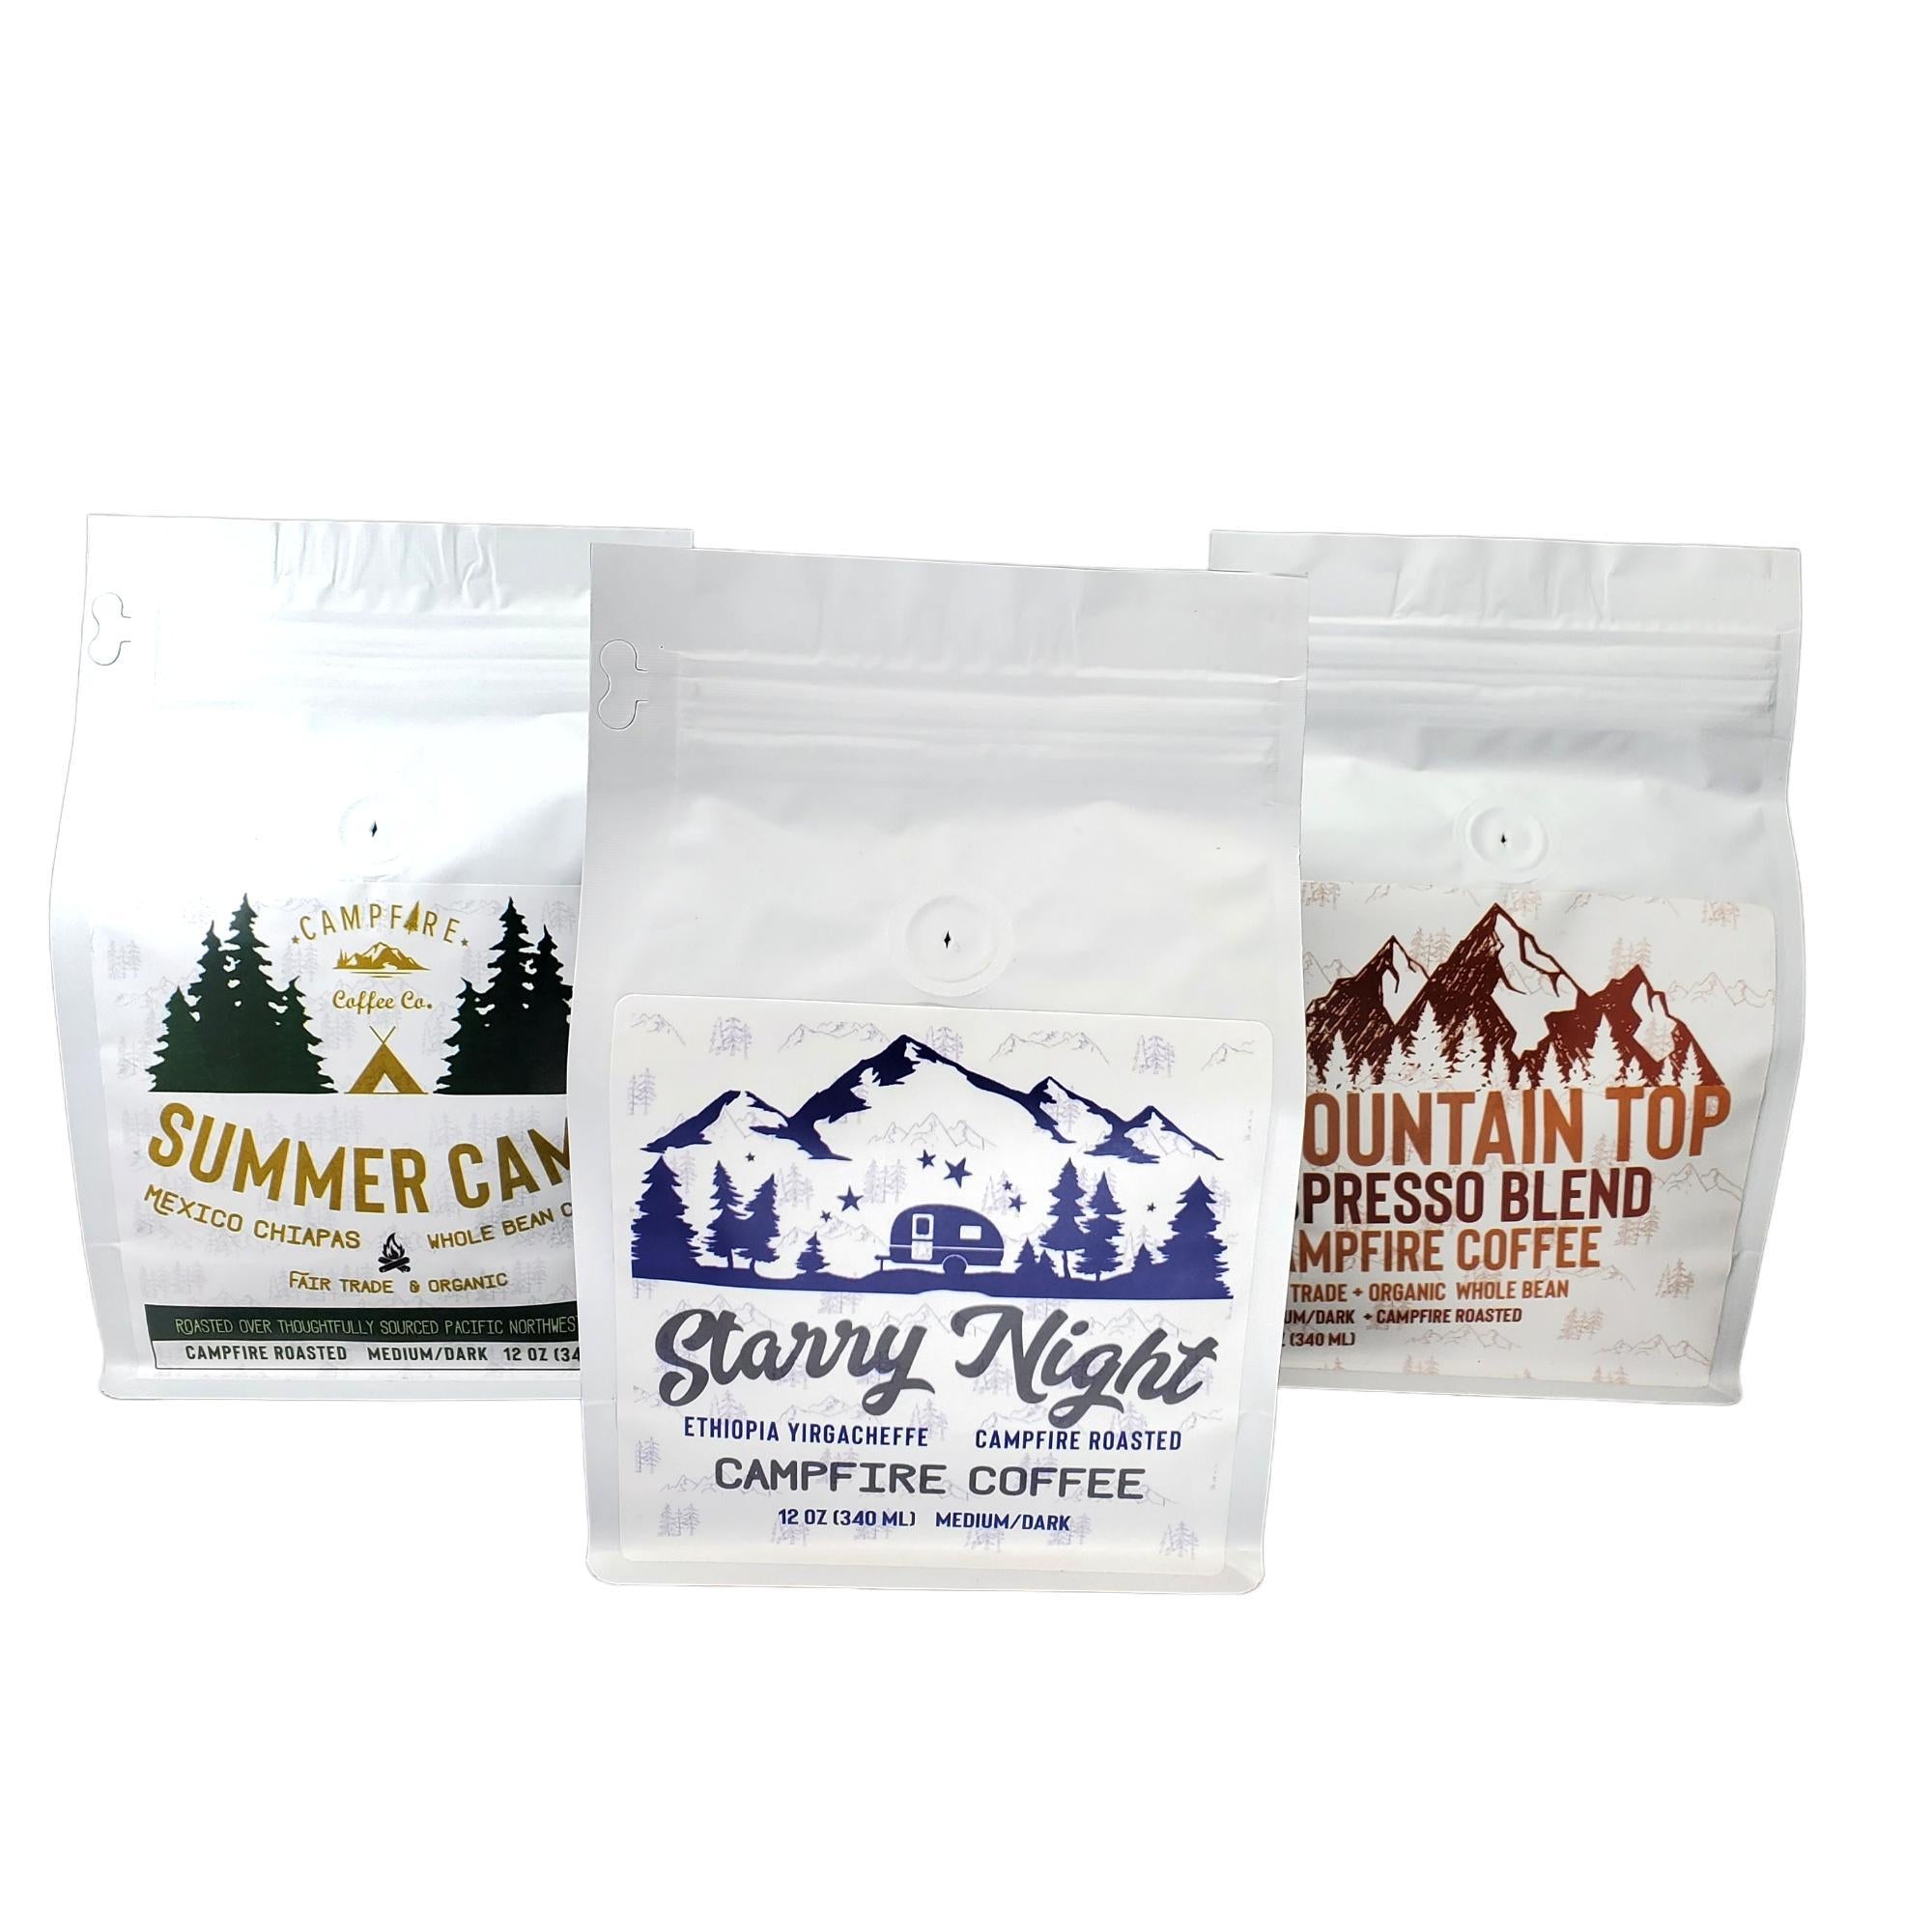 CAMPFIRE
Coffee Co.
SUMMER CAM
MEXICO CHIAPAS
WHOLE BEAN C
FAIR TRADE & ORGANIC
ROASTED OVER THOUGHTFULLY SOURCED PACIFIC NORTHWES
CAMPFIRE ROASTED MEDIUM/DARK 12 OZ (34
Starry Night
ETHIOPIA YIRGACHEFFE CAMPFIRE ROASTED
CAMPFIRE COFFEE
12 OZ (340 ML) MEDIUM/DARK
OUNTAIN TOP
PRESSO BLEND
AMPFIRE COFFEE
TRADE + ORGANIC WHOLE BEAN
UM/DARK + CAMPFIRE ROASTED
(340 ML)